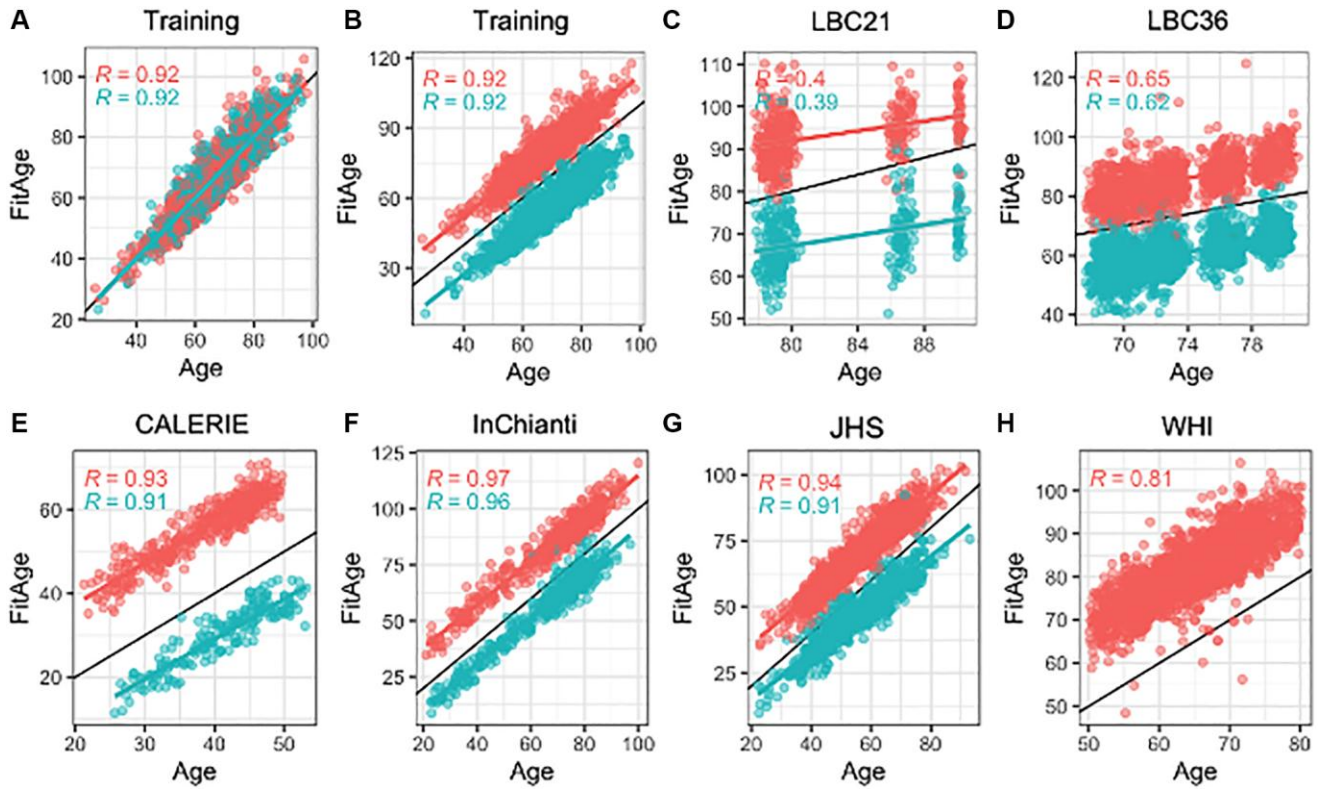 A Training
R = 0.92
R = 0.92
FitAge
100
80
60
40
20
40 60 80 100
Age
B Training
R = 0.92
R = 0.92
FitAge
120
90
60
30
40 60 80 100
Age
C LBC21
R = 0.4
R = 0.39
FitAge
110
100
90
80
70
60
50
80 84 88
Age
D LBC36
R = 0.65
R = 0.62
FitAge
120
100
80
60
40
70 74 78
Age
E CALERIE
R = 0.93
R = 0.91
FitAge
60
40
20
20 30 40 50
Age
F InChianti
R = 0.97
R = 0.96
FitAge
125
100
75
50
25
20 40 60 80 100
Age
G JHS
R = 0.94
R = 0.91
FitAge
100
75
50
25
20 40 60 80
Age
H WHI
R = 0.81
FitAge
100
90
80
70
60
50
50 60 70 80
Age